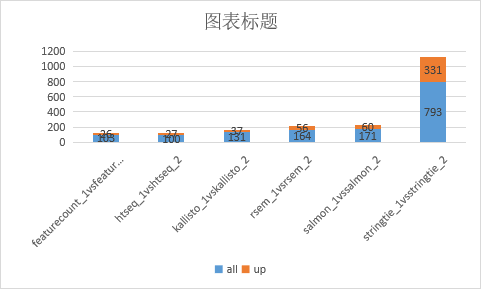 图表标题
1200
1000
800
600
400
200
0
26
105
27
100
37
131
56
164
60
171
331
793
featurecount_1vsfeatur...
htseq_1vshtseq_2
kallisto_1vskallisto_2
rsem_1vsrsem_2
salmon_1vssalmon_2
stringtie_1vsstringtie_2
all up